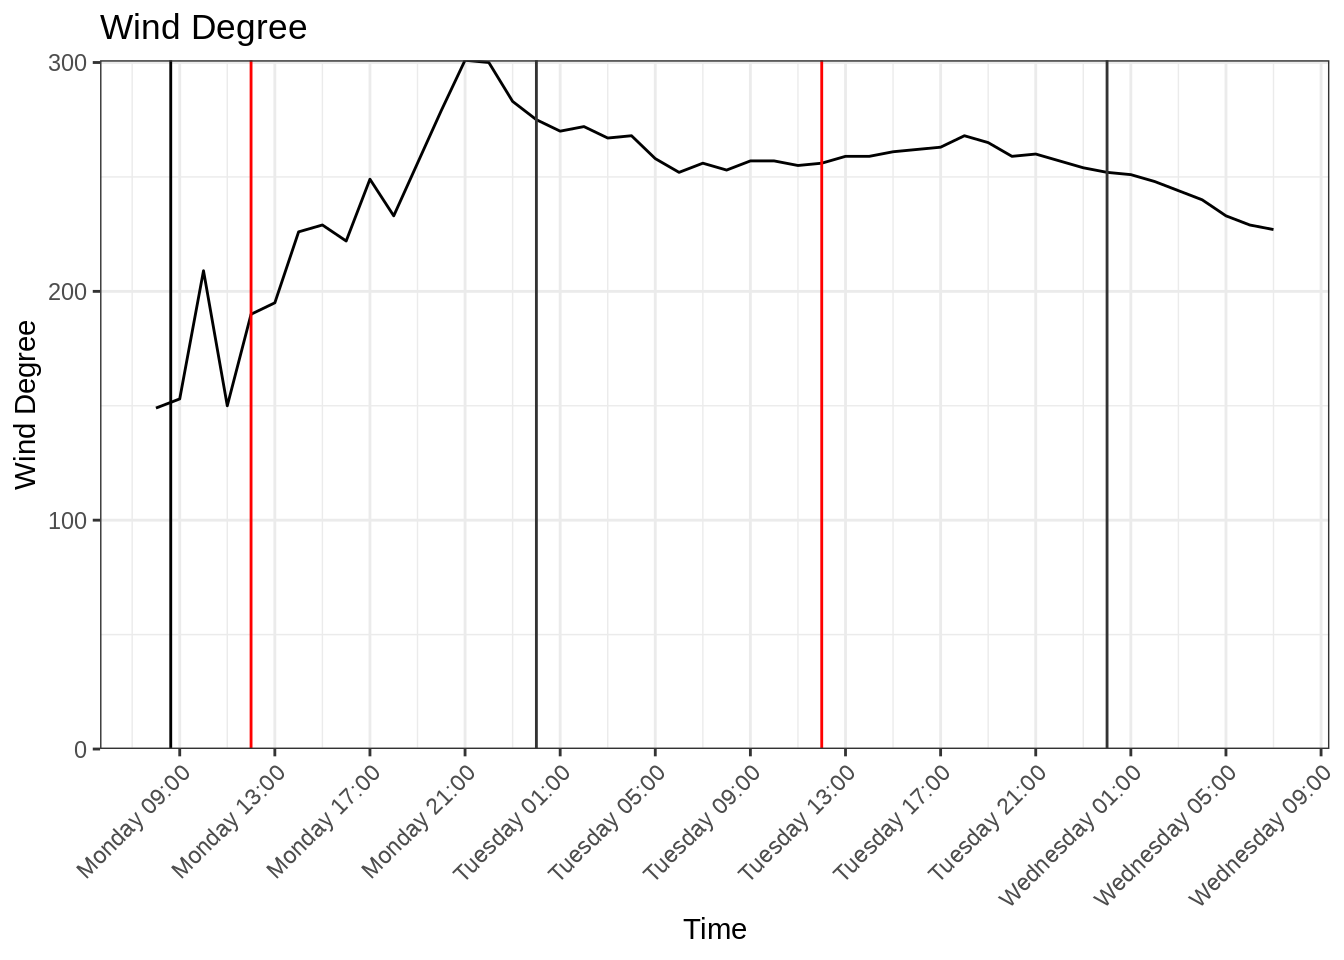 Wind Degree
300
200
100
0
Wind Degree
Monday 09:00
Monday 13:00
Monday 17:00
Monday 21:00
Tuesday 01:00
Tuesday 05:00
Tuesday 09:00
Tuesday 13:00
Tuesday 17:00
Tuesday 21:00
Wednesday 01:00
Wednesday 05:00
Wednesday 09:00
Time